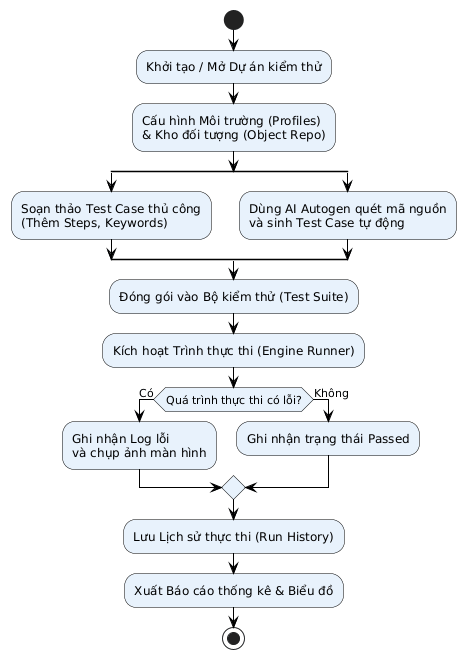 Khởi tạo / Mở Dự án kiểm thử
Cấu hình Môi trường (Profiles)
& Kho đối tượng (Object Repo)
Soạn thảo Test Case thủ công
(Thêm Steps, Keywords)
Dùng AI Autogen quét mã nguồn
và sinh Test Case tự động
Đóng gói vào Bộ kiểm thử (Test Suite)
Kích hoạt Trình thực thi (Engine Runner)
Quá trình thực thi có lỗi?
Có
Không
Ghi nhận Log lỗi
và chụp ảnh màn hình
Ghi nhận trạng thái Passed
Lưu Lịch sử thực thi (Run History)
Xuất Báo cáo thống kê & Biểu đồ